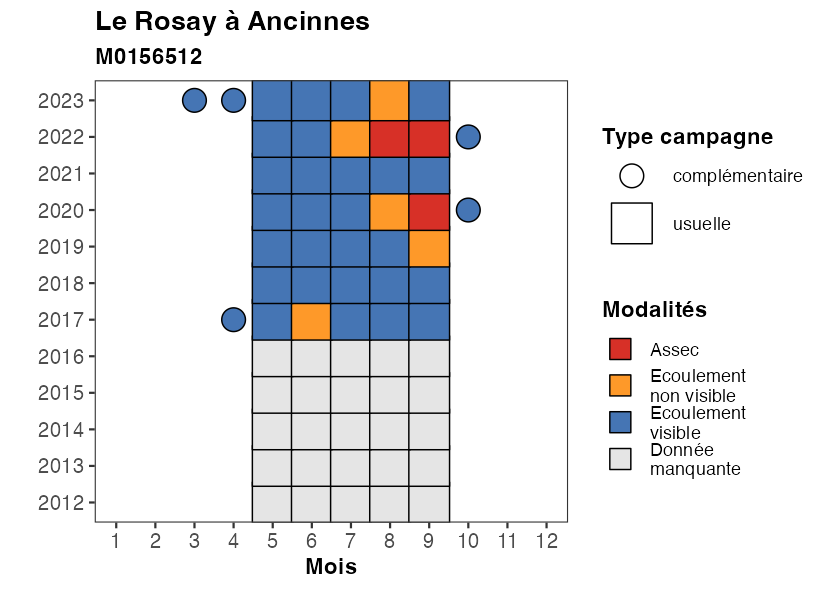 Le Rosay à Ancinnes
M0156512
2023
2022
2021
2020
2019
2018
2017
2016
2015
2014
2013
2012
1 2 3 4 5 6 7 8 9 10 11 12
Mois
Type campagne
complémentaire
usuelle
Modalités
Assec
Ecoulement
non visible
Ecoulement
visible
Donnée
manquante